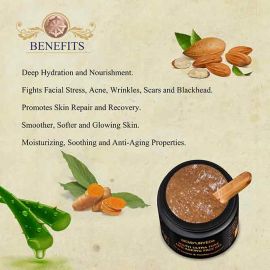 BENEFITS
Deep Hydration and Nourishment.
Fights Facial Stress, Acne, Wrinkles, Scars and Blackhead.
Promotes Skin Repair and Recovery.
Smoother, Softer and Glowing Skin.
Moisturizing, Soothing and Anti-Aging Properties.